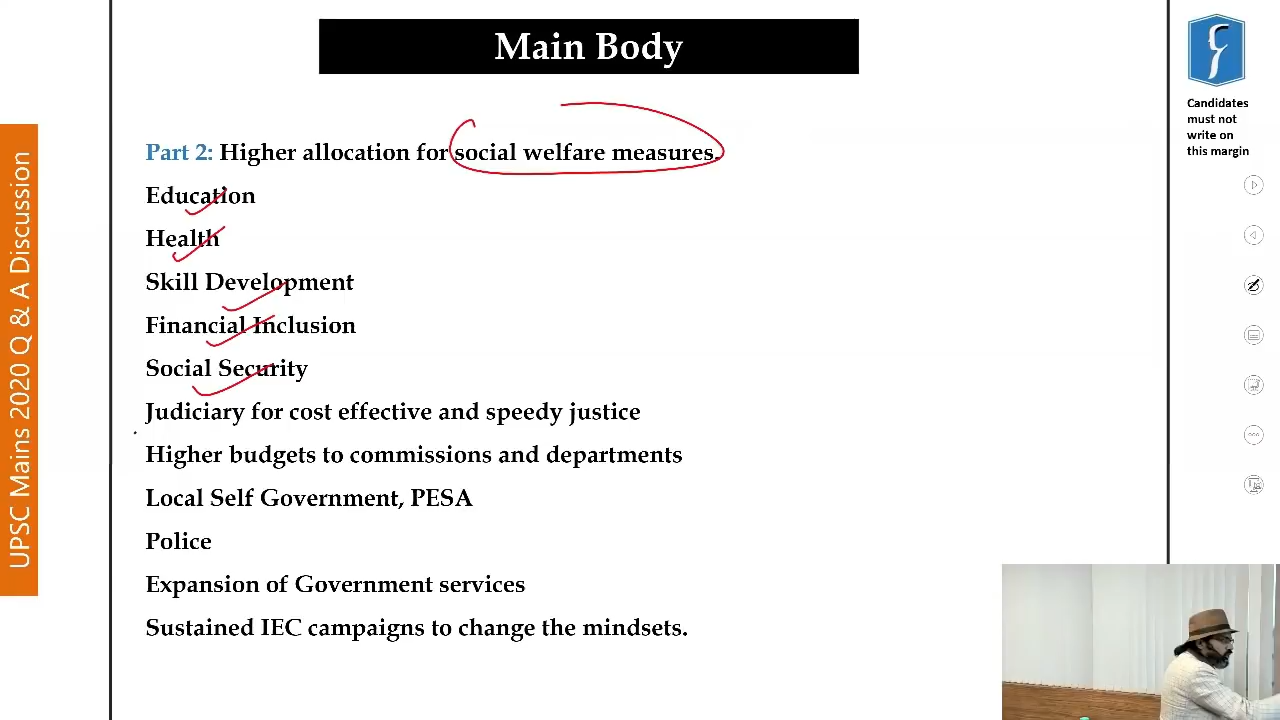 Main Body
Part 2: Higher allocation for social welfare measures.
Education
Health
Skill Development
Financial Inclusion
Social Security
Judiciary for cost effective and speedy justice
Higher budgets to commissions and departments
Local Self Government, PESA
Police
Expansion of Government services
Sustained IEC campaigns to change the mindsets.
UPSC Mains 2020 Q & A Discussion
Candidates
must not
write on
this margin